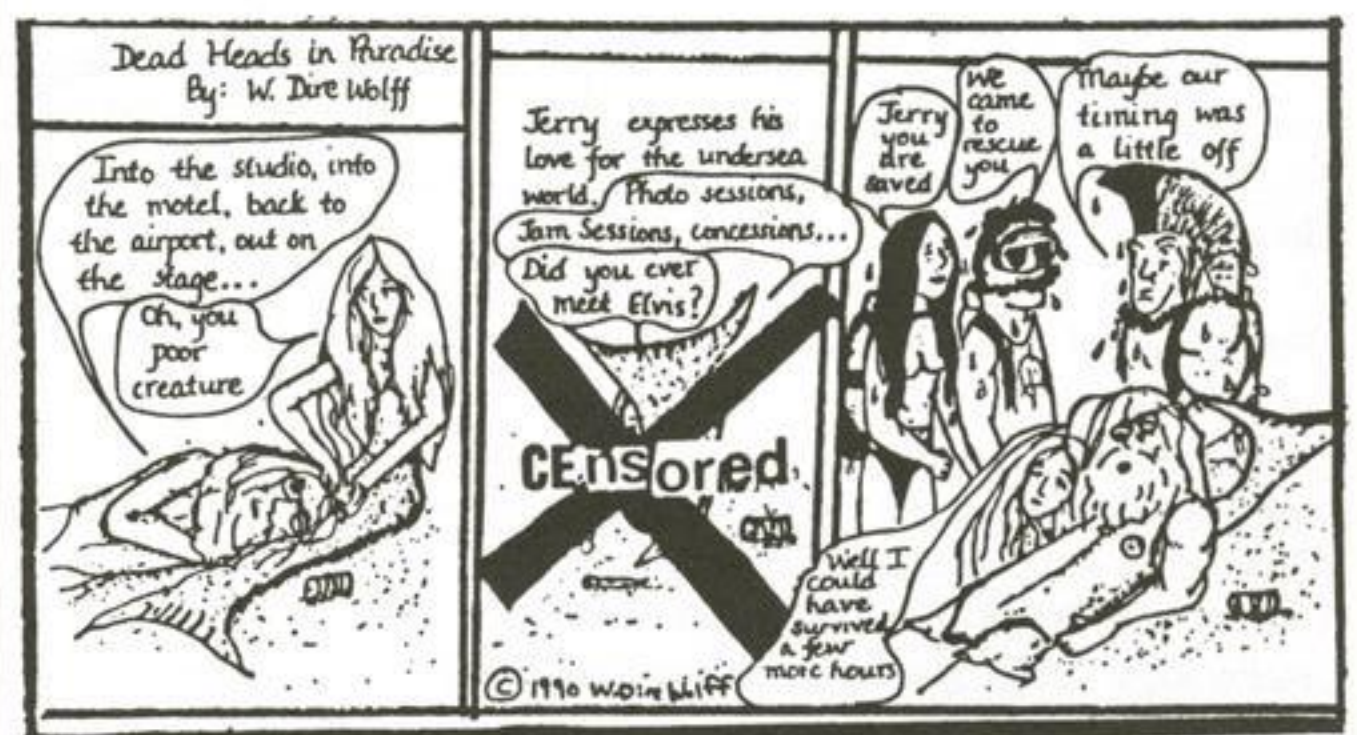 Dead Heads in Paradise
By: W. Dire Wolff
Into the studio, into
the motel, back to
the airport, out on
the stage...
Oh, you
poor
creature
Jerry expresses his
love for the undersea
world.
Photo sessions,
Jam Sessions, concessions...
Did you ever
meet Elvis?
CEnsored
© 1990 W. Dire Wolff
Jerry
you
are
saved
We
came
to
rescue
you
Maybe our
timing was
a little off
Well I
could
have
survived
a few
more hours